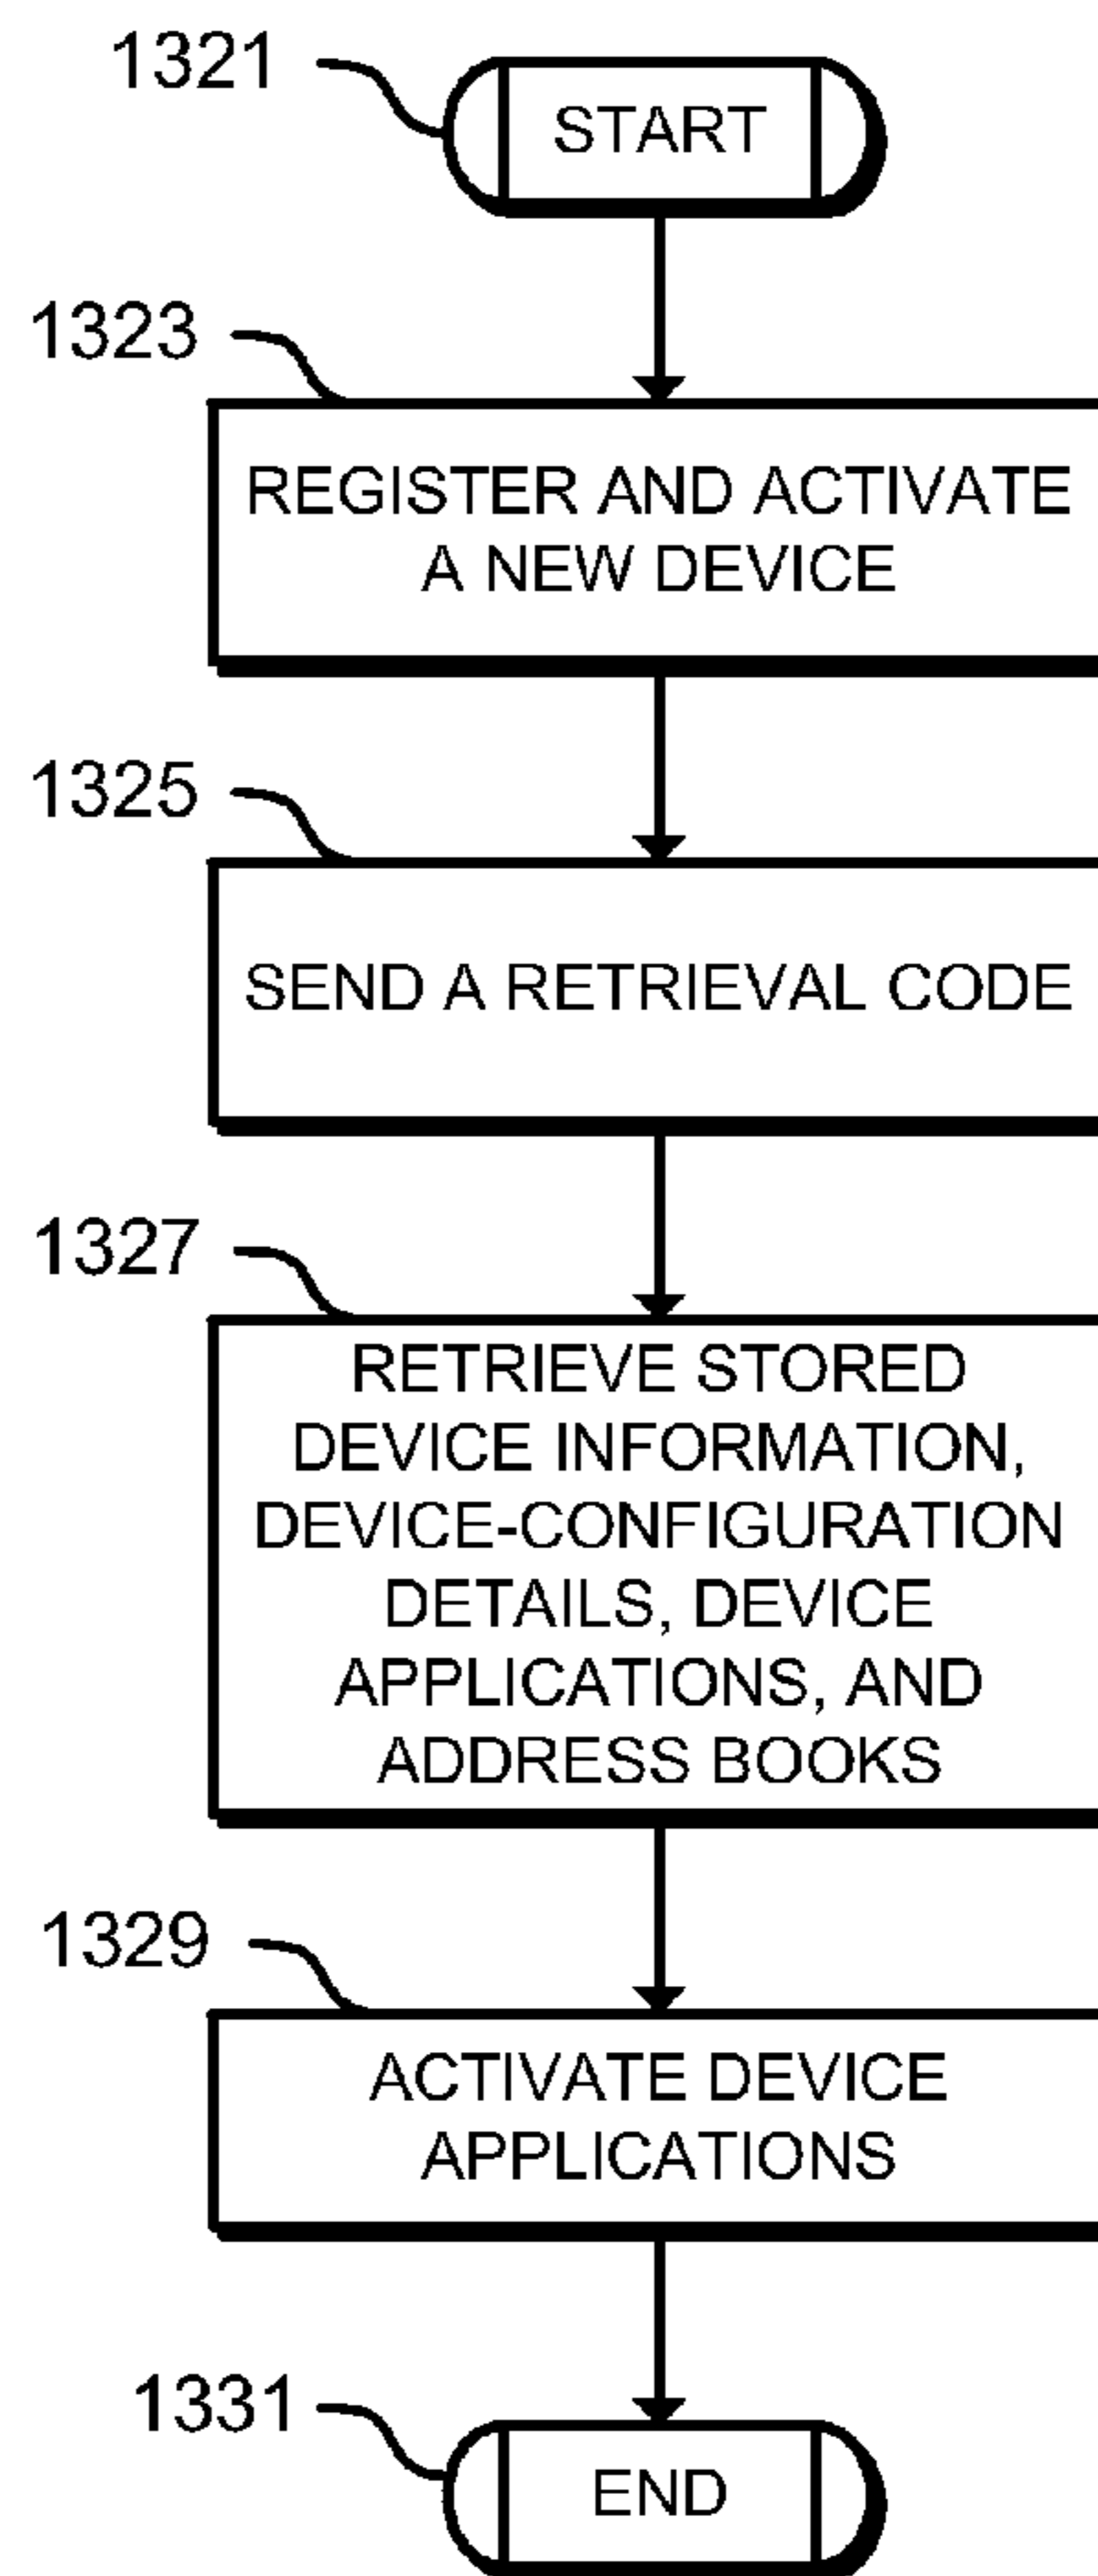 1321
START
1323
REGISTER AND ACTIVATE
A NEW DEVICE
1325
SEND A RETRIEVAL CODE
1327
RETRIEVE STORED
DEVICE INFORMATION,
DEVICE-CONFIGURATION
DETAILS, DEVICE
APPLICATIONS, AND
ADDRESS BOOKS
1329
ACTIVATE DEVICE
APPLICATIONS
1331
END